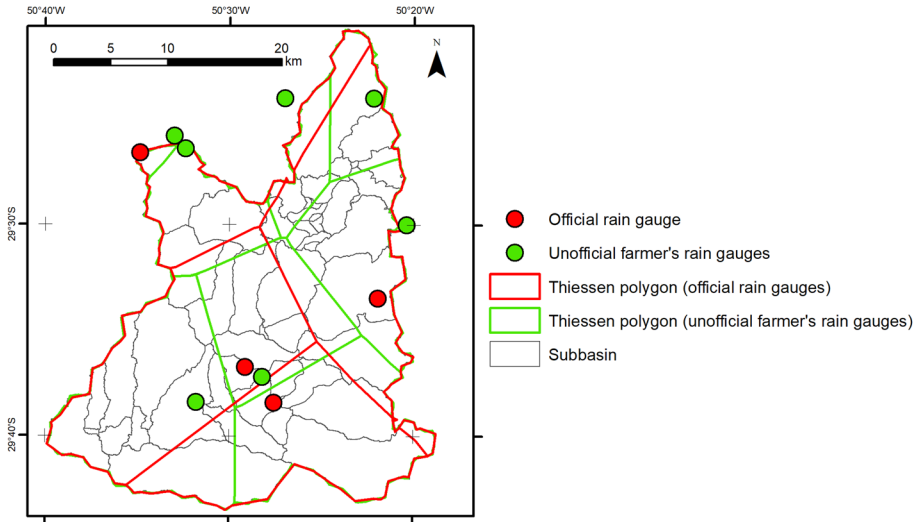 50°40'W 50°30'W 50°20'W
0 5 10 20
km
N
29°30'S
29°40'S
Official rain gauge
Unofficial farmer's rain gauges
Thiessen polygon (official rain gauges)
Thiessen polygon (unofficial farmer's rain gauges)
Subbasin